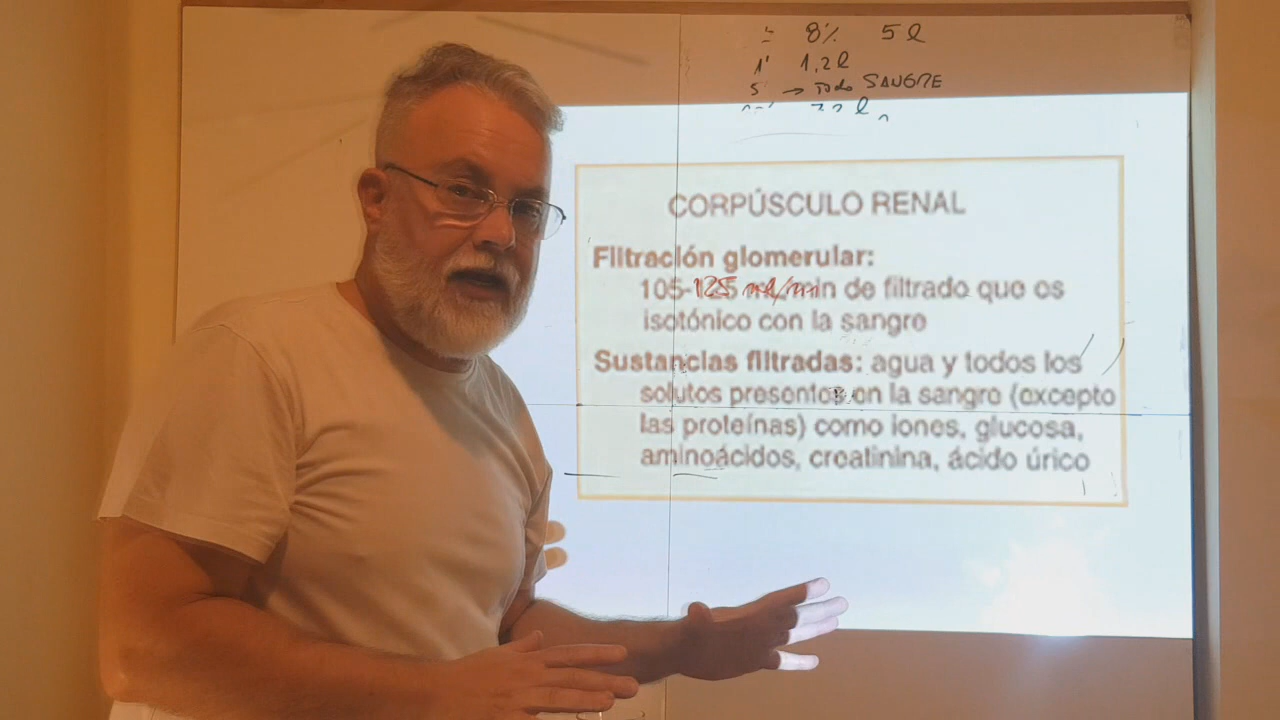 8% 5 l
1' 1,2 l
5' → TODO SANGRE
CORPÚSCULO RENAL
Filtración glomerular:
105-125 ml/min de filtrado que es
isotónico con la sangre
Sustancias filtradas: agua y todos los
solutos presentes en la sangre (excepto
las proteínas) como iones, glucosa,
aminoácidos, creatinina, ácido úrico